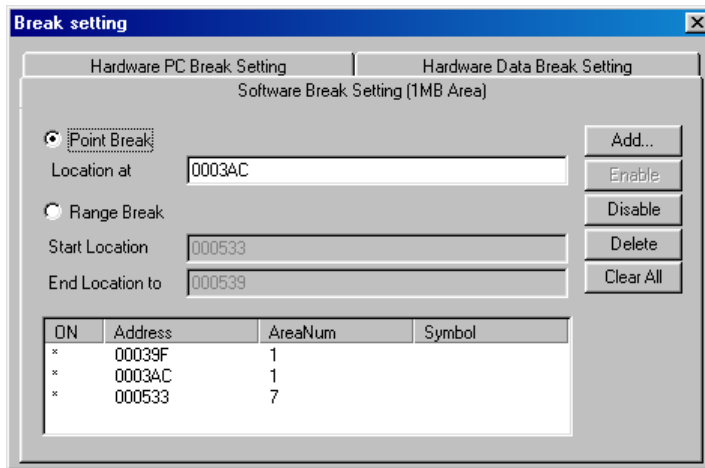 Break setting
Hardware PC Break Setting Hardware Data Break Setting
Software Break Setting (1MB Area)
Point Break Add...
Location at 0003AC Enable
Range Break Disable
Start Location 000533 Delete
End Location to 000539 Clear All
ON Address AreaNum Symbol
* 00039F 1
* 0003AC 1
* 000533 7